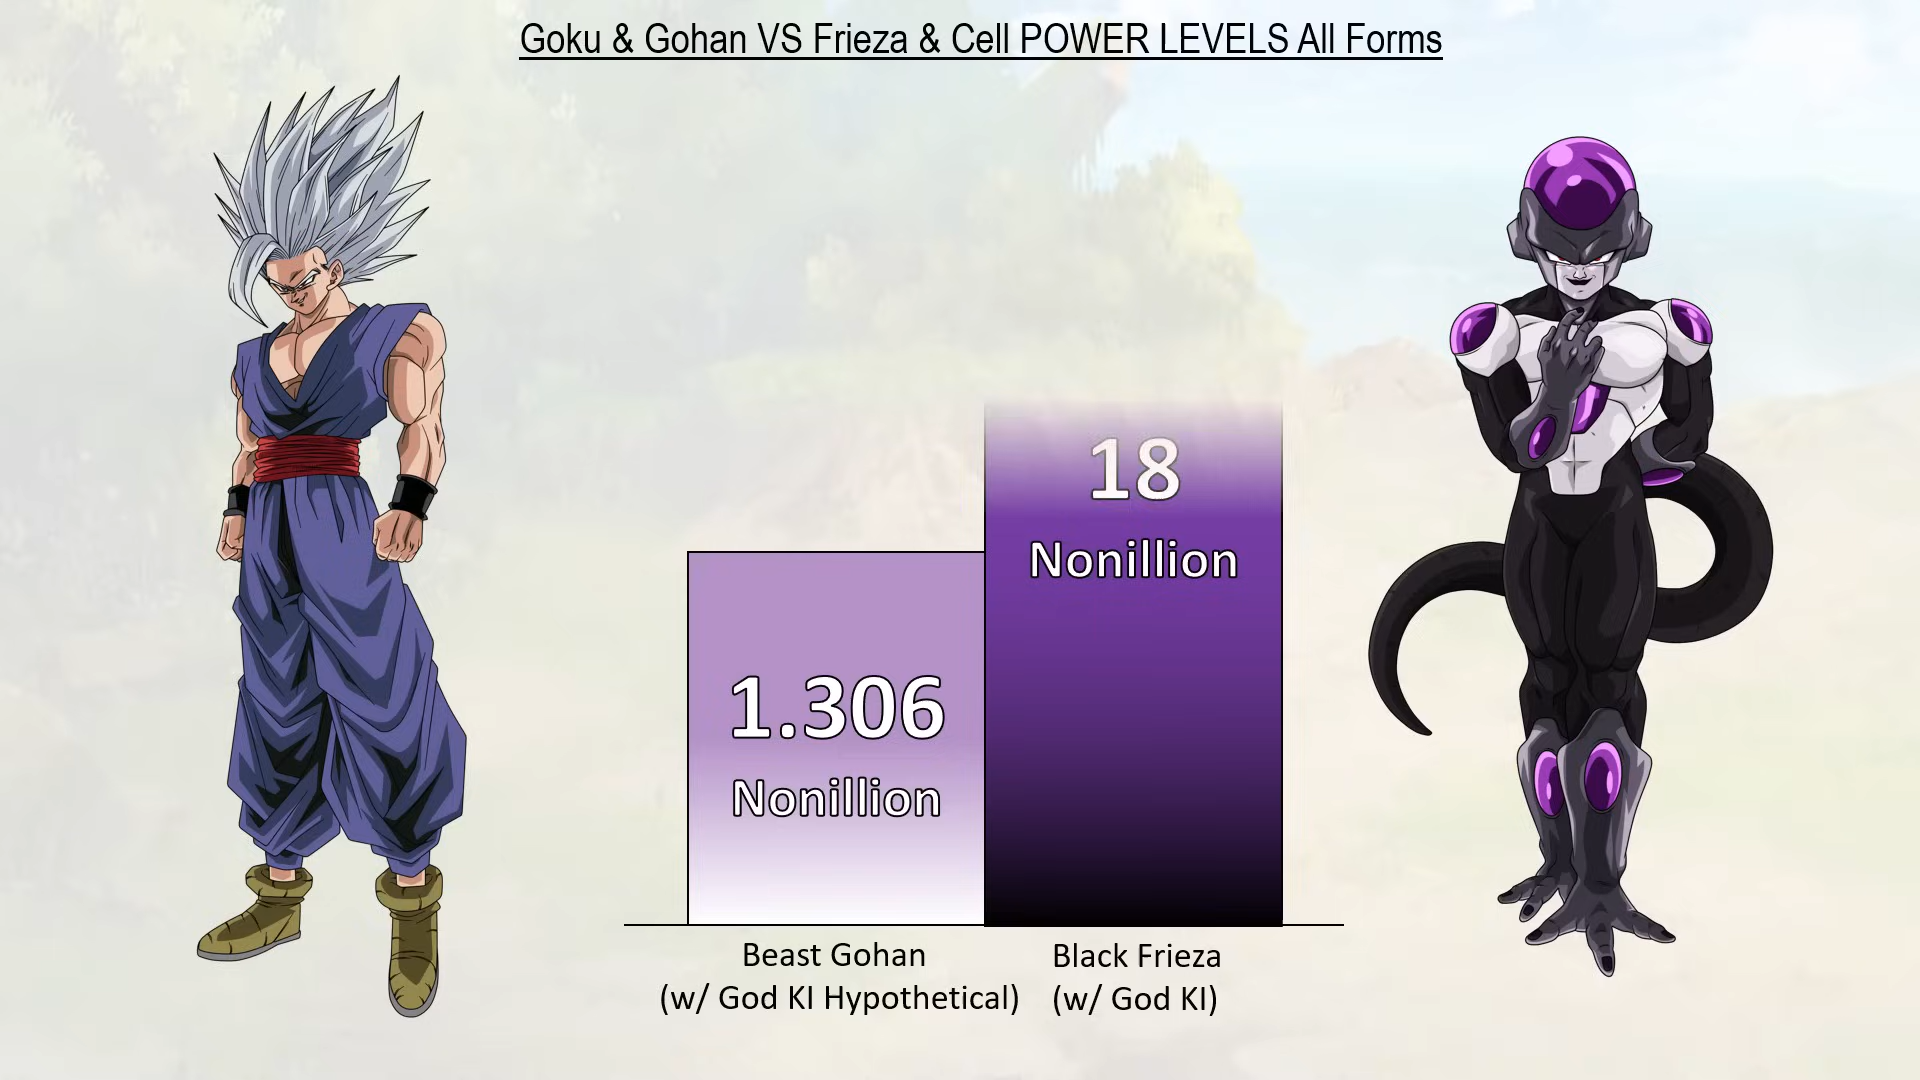 Goku & Gohan VS Frieza & Cell POWER LEVELS All Forms
18
Nonillion
1.306
Nonillion
Beast Gohan
(w/ God KI Hypothetical)
Black Frieza
(w/ God KI)